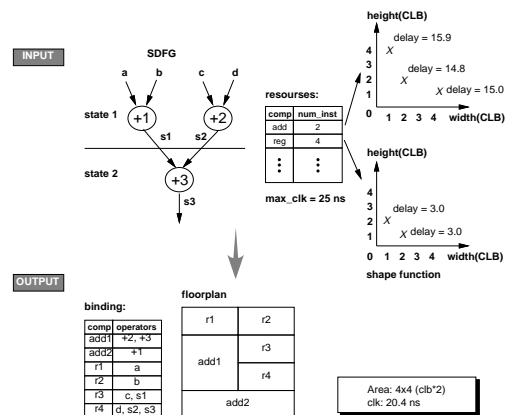 INPUT
SDFG
a b c d
state 1
+1
+2
s1 s2
state 2
+3
s3
resourses:
comp num_inst
add 2
reg 4
max_clk = 25 ns
height(CLB)
delay = 15.9
4
X
3
delay = 14.8
2
X
1
X delay = 15.0
0 1 2 3 4 width(CLB)
height(CLB)
4
3
delay = 3.0
2
X
1
X delay = 3.0
0 1 2 3 4 width(CLB)
shape function
OUTPUT
binding:
comp operators
add1 +2, +3
add2 +1
r1 a
r2 b
r3 c, s1
r4 d, s2, s3
floorplan
r1 r2
add1
r3
r4
add2
Area: 4x4 (clb*2)
clk: 20.4 ns